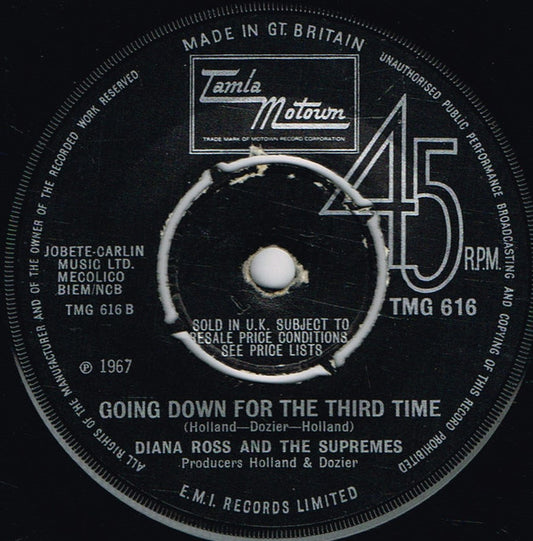 MADE IN GT. BRITAIN
Tamla
Motown
TRADE MARK OF MOTOWN RECORD CORPORATION
UNAUTHORISED PUBLIC PERFORMANCE BROADCASTING AND COPYING OF THIS RECORD PROHIBITED
ALL RIGHTS OF THE MANUFACTURER AND OF THE OWNER OF THE RECORDED WORK RESERVED
45
R.P.M.
TMG 616
JOBETE-CARLIN
MUSIC LTD.
MECOLICO
BIEM/NCB
TMG 616 B
SOLD IN U.K. SUBJECT TO
RESALE PRICE CONDITIONS,
SEE PRICE LISTS
℗ 1967
GOING DOWN FOR THE THIRD TIME
(Holland—Dozier—Holland)
DIANA ROSS AND THE SUPREMES
Producers Holland & Dozier
E.M.I. RECORDS LIMITED